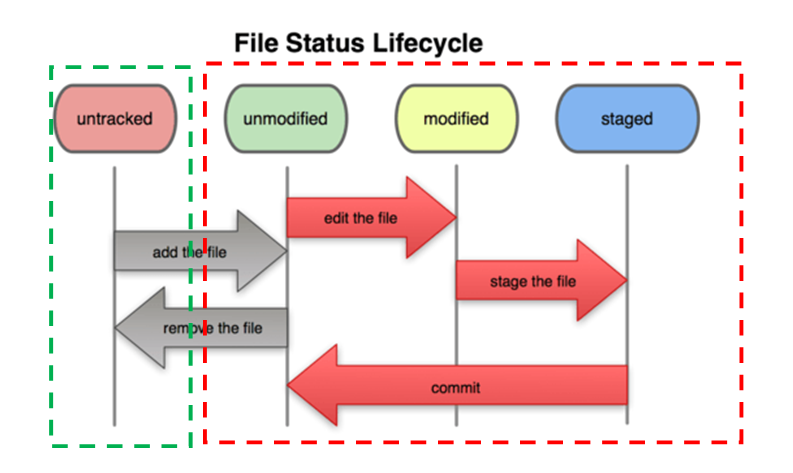 File Status Lifecycle
untracked
unmodified
modified
staged
edit the file
add the file
stage the file
remove the file
commit